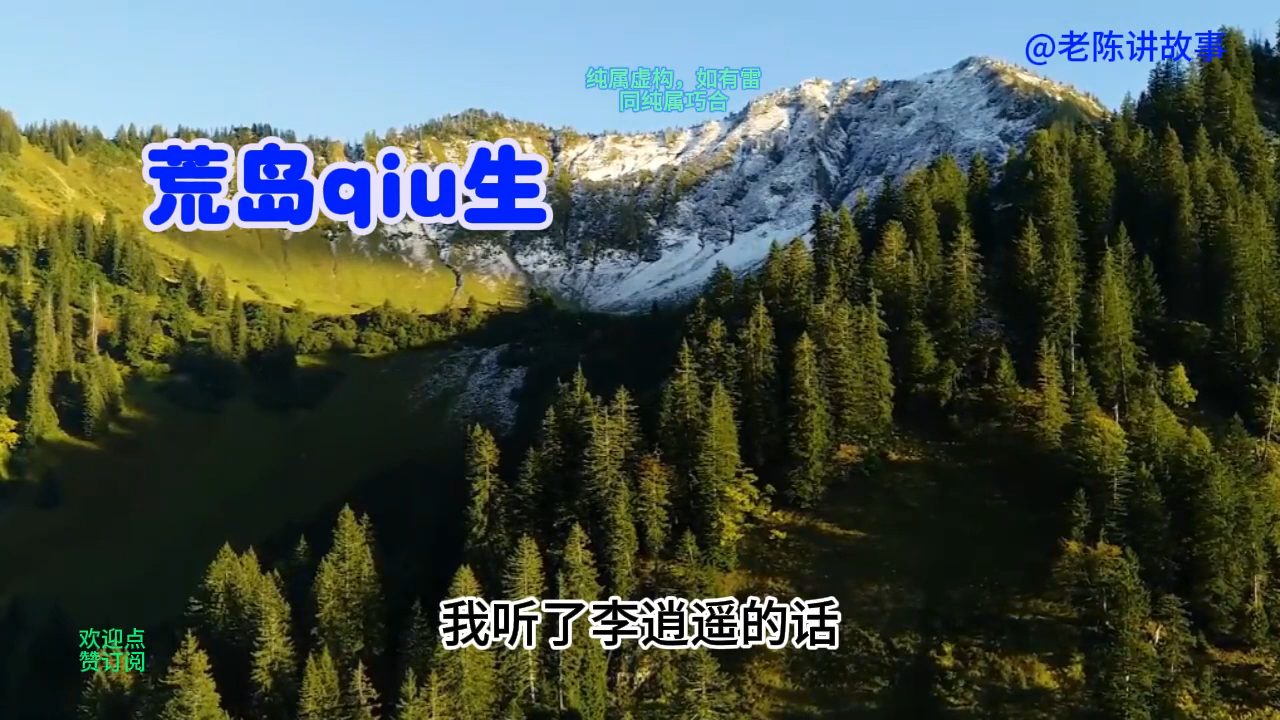 @老陈讲故事
纯属虚构，如有雷
同纯属巧合
荒岛qiu生
我听了李逍遥的话
欢迎点
赞订阅